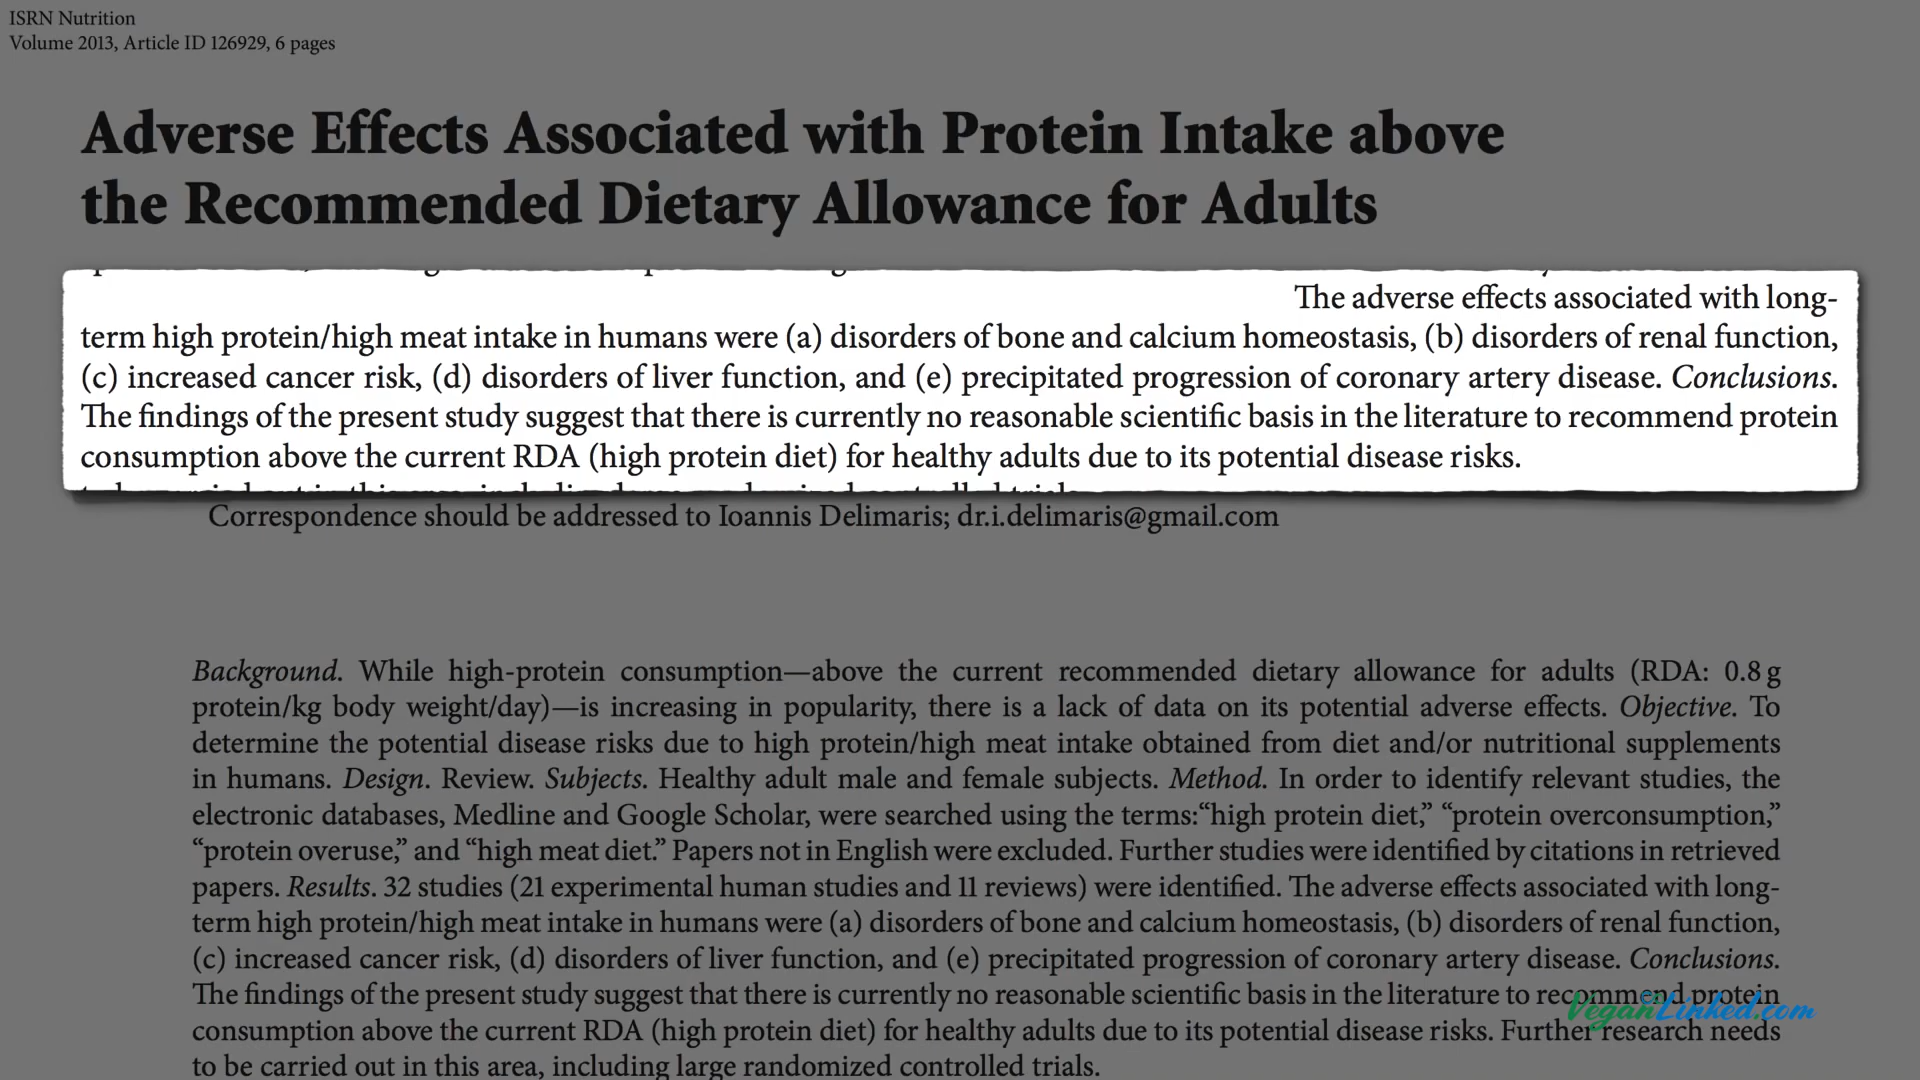 ISRN Nutrition
Volume 2013, Article ID 126929, 6 pages
Adverse Effects Associated with Protein Intake above
the Recommended Dietary Allowance for Adults
The adverse effects associated with long-
term high protein/high meat intake in humans were (a) disorders of bone and calcium homeostasis, (b) disorders of renal function,
(c) increased cancer risk, (d) disorders of liver function, and (e) precipitated progression of coronary artery disease. Conclusions.
The findings of the present study suggest that there is currently no reasonable scientific basis in the literature to recommend protein
consumption above the current RDA (high protein diet) for healthy adults due to its potential disease risks.
Correspondence should be addressed to Ioannis Delimaris; dr.i.delimaris@gmail.com
Background. While high-protein consumption—above the current recommended dietary allowance for adults (RDA: 0.8 g
protein/kg body weight/day)—is increasing in popularity, there is a lack of data on its potential adverse effects. Objective. To
determine the potential disease risks due to high protein/high meat intake obtained from diet and/or nutritional supplements
in humans. Design. Review. Subjects. Healthy adult male and female subjects. Method. In order to identify relevant studies, the
electronic databases, Medline and Google Scholar, were searched using the terms:“high protein diet,” “protein overconsumption,”
“protein overuse,” and “high meat diet.” Papers not in English were excluded. Further studies were identified by citations in retrieved
papers. Results. 32 studies (21 experimental human studies and 11 reviews) were identified. The adverse effects associated with long-
term high protein/high meat intake in humans were (a) disorders of bone and calcium homeostasis, (b) disorders of renal function,
(c) increased cancer risk, (d) disorders of liver function, and (e) precipitated progression of coronary artery disease. Conclusions.
The findings of the present study suggest that there is currently no reasonable scientific basis in the literature to recommend protein
consumption above the current RDA (high protein diet) for healthy adults due to its potential disease risks. Further research needs
to be carried out in this area, including large randomized controlled trials.
VeganLinked.com